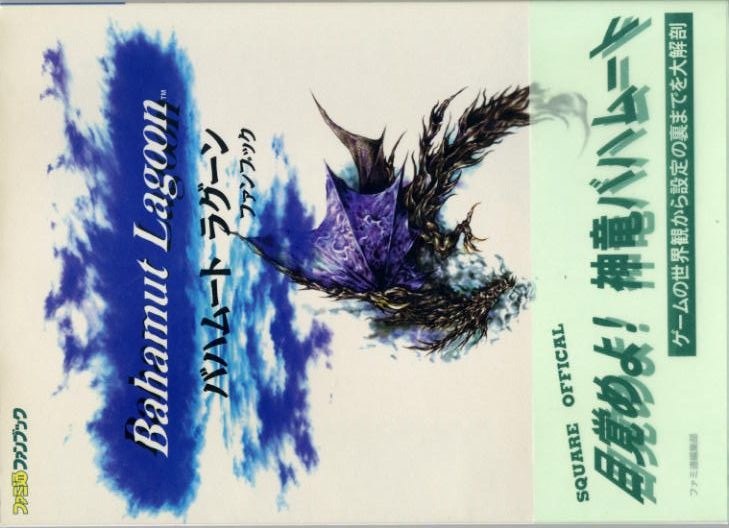 ファミ通ファンブック
Bahamut Lagoon™
バハムート ラグーン
ファンブック
SQUARE OFFICAL
目覚めよ!神竜バハムート
ゲームの世界観から設定の裏までを大解剖
ファミ通編集部